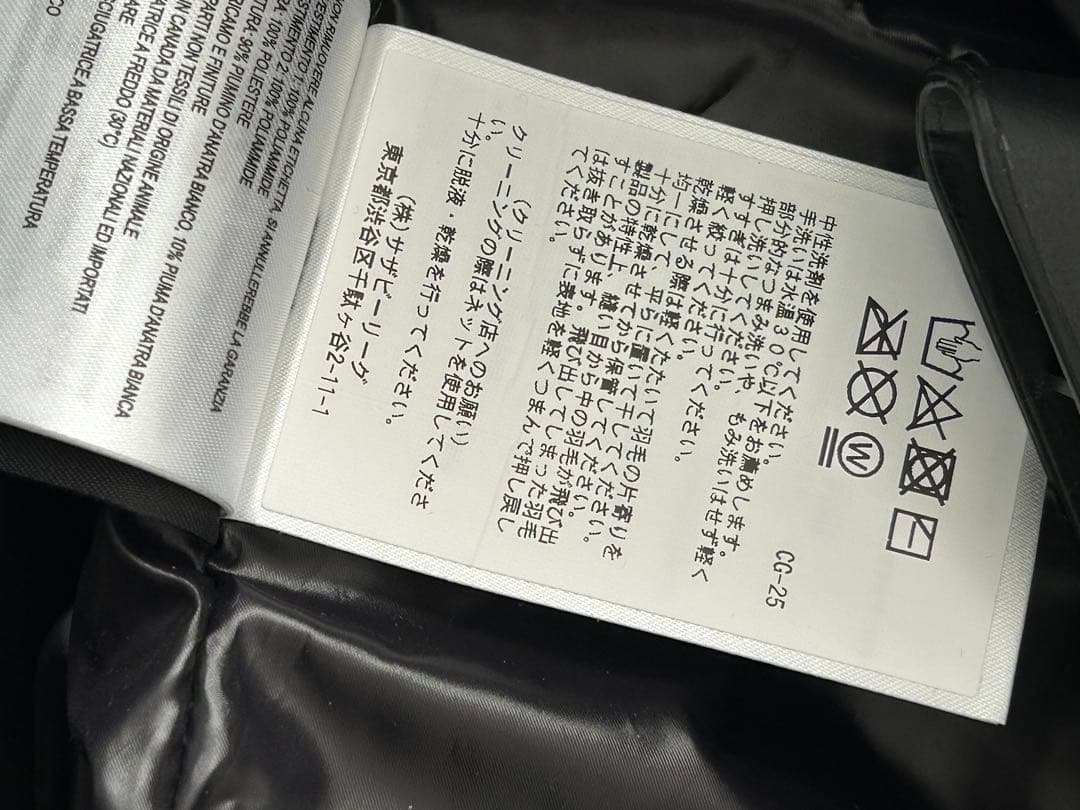 CG-25
中性洗剤を使用してください。
手洗いは水温30℃以下をお薦めします。
部分的なつまみ洗いや、もみ洗いはせず軽く
押し洗いしてください。
すすぎは十分に行ってください。
軽く絞ってください。
乾燥させる際は軽くたたいて羽毛の片寄りを
均一にして、平らに置いて干してください。
十分に乾燥させてから保管してください。
製品の特性上、縫い目から中の羽毛が飛び出
すことがあります。飛び出してしまった羽毛
は抜き取らずに表地を軽くつまんで押し戻し
てください。
(クリーニング店へのお願い)
クリーニングの際はネットを使用してくださ
い。
十分に脱液・乾燥を行ってください。
(株)サザビーリーグ
東京都渋谷区千駄ヶ谷2-11-1
NON RIMUOVERE ALCUNA ETICHETTA, SI ANNULLEREBBE LA GARANZIA
100% POLIAMMIDE
2: 100% POLIAMMIDE
100% POLIESTERE
90% PIUMINO D'ANATRA BIANCO, 10% PIUMA D'ANATRA BIANCA
E FINITURE
PARTI NON TESSILI DI ORIGINE ANIMALE
IN CANADA DA MATERIALI NAZIONALI ED IMPORTATI
A FREDDO (30°C)
A BASSA TEMPERATURA